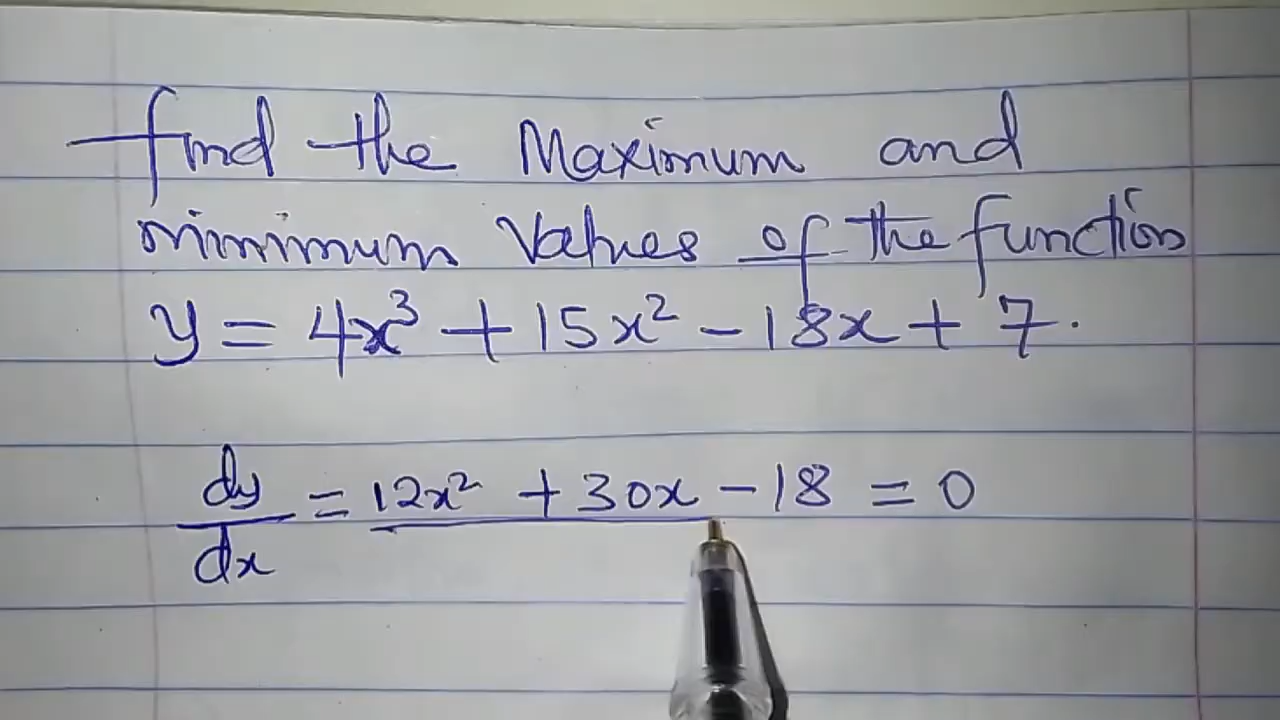 find the Maximum and
minimum Values of the function
y = 4x³ + 15x² - 18x + 7.
dy/dx = 12x² + 30x - 18 = 0